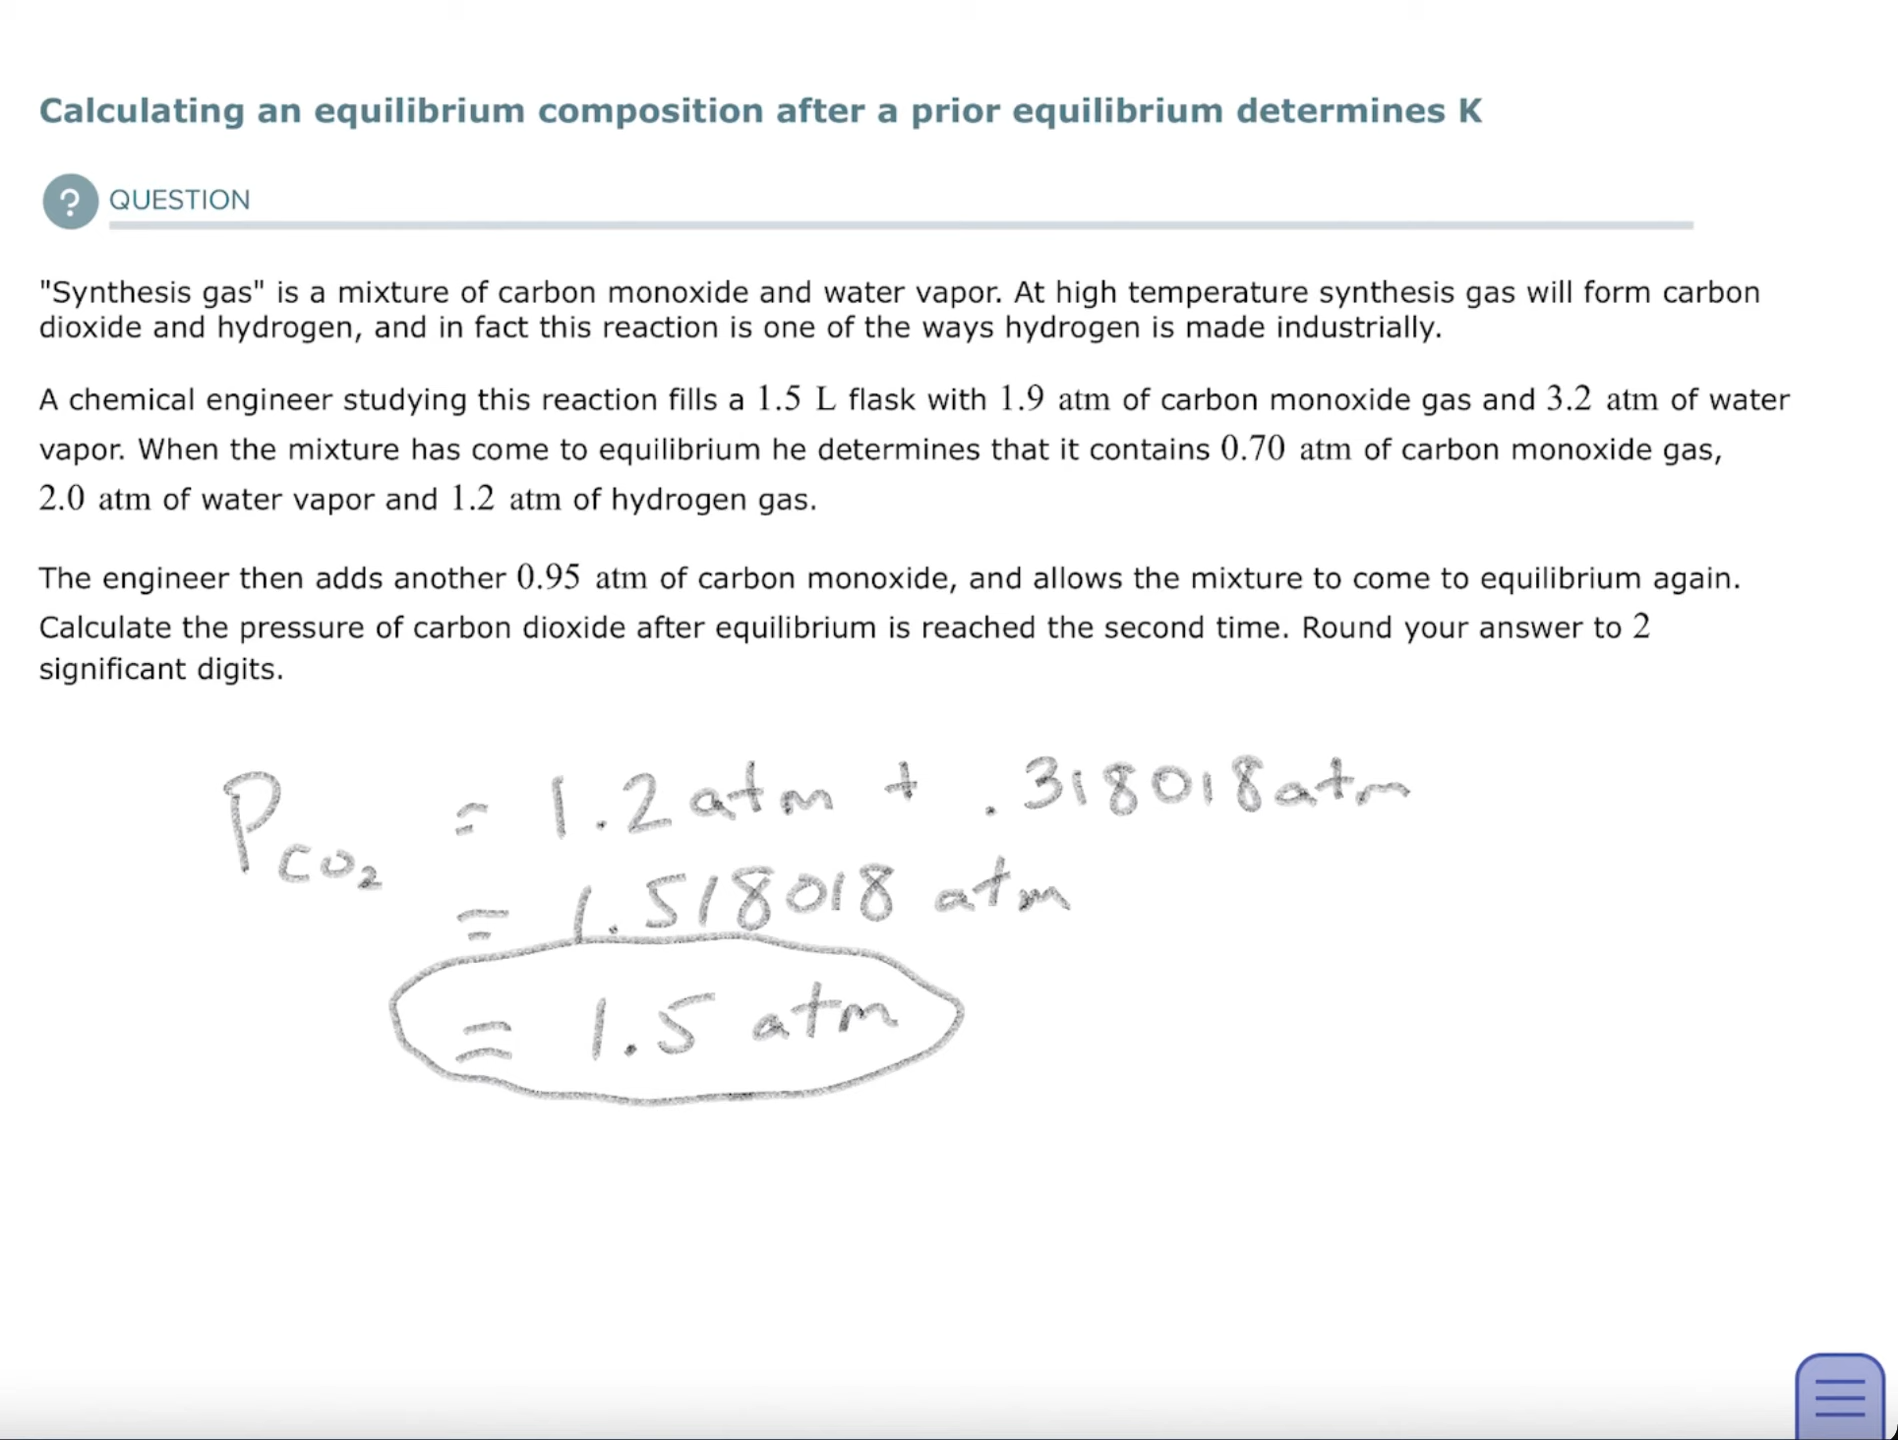 Calculating an equilibrium composition after a prior equilibrium determines K
? QUESTION
"Synthesis gas" is a mixture of carbon monoxide and water vapor. At high temperature synthesis gas will form carbon
dioxide and hydrogen, and in fact this reaction is one of the ways hydrogen is made industrially.
A chemical engineer studying this reaction fills a 1.5 L flask with 1.9 atm of carbon monoxide gas and 3.2 atm of water
vapor. When the mixture has come to equilibrium he determines that it contains 0.70 atm of carbon monoxide gas,
2.0 atm of water vapor and 1.2 atm of hydrogen gas.
The engineer then adds another 0.95 atm of carbon monoxide, and allows the mixture to come to equilibrium again.
Calculate the pressure of carbon dioxide after equilibrium is reached the second time. Round your answer to 2
significant digits.
P_CO₂ = 1.2 atm + .318018 atm
= 1.518018 atm
= 1.5 atm